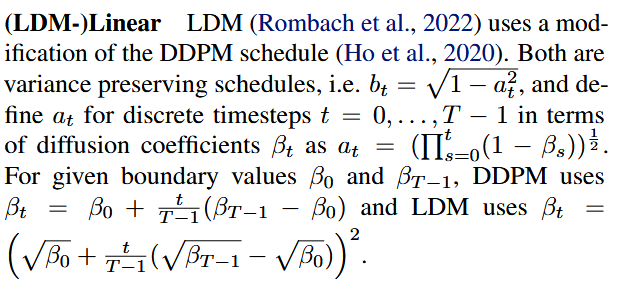 (LDM-)Linear LDM (Rombach et al., 2022) uses a mod-
ification of the DDPM schedule (Ho et al., 2020). Both are
variance preserving schedules, i.e. $b_t = \sqrt{1 - a_t^2}$, and de-
fine $a_t$ for discrete timesteps $t = 0, \ldots, T - 1$ in terms
of diffusion coefficients $\beta_t$ as $a_t = (\prod_{s=0}^{t}(1 - \beta_s))^{\frac{1}{2}}$.
For given boundary values $\beta_0$ and $\beta_{T-1}$, DDPM uses
$\beta_t = \beta_0 + \frac{t}{T-1}(\beta_{T-1} - \beta_0)$ and LDM uses $\beta_t =$
$\left(\sqrt{\beta_0} + \frac{t}{T-1}(\sqrt{\beta_{T-1}} - \sqrt{\beta_0})\right)^2$.